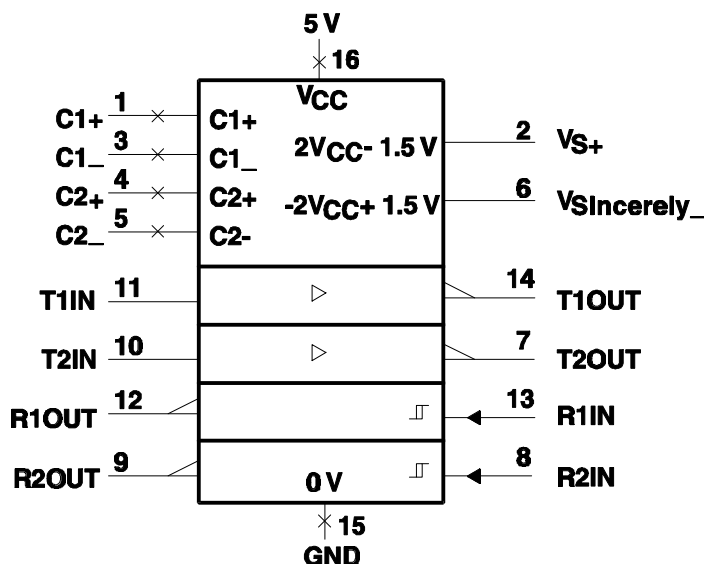 5 V
16
VCC
C1+ 1 C1+
C1_ 3 C1_
C2+ 4 C2+
C2_ 5 C2-
2VCC- 1.5 V 2 VS+
-2VCC+ 1.5 V 6 VSIncerely_
T1IN 11 14 T1OUT
T2IN 10 7 T2OUT
R1OUT 12 13 R1IN
R2OUT 9 8 R2IN
0 V
15
GND